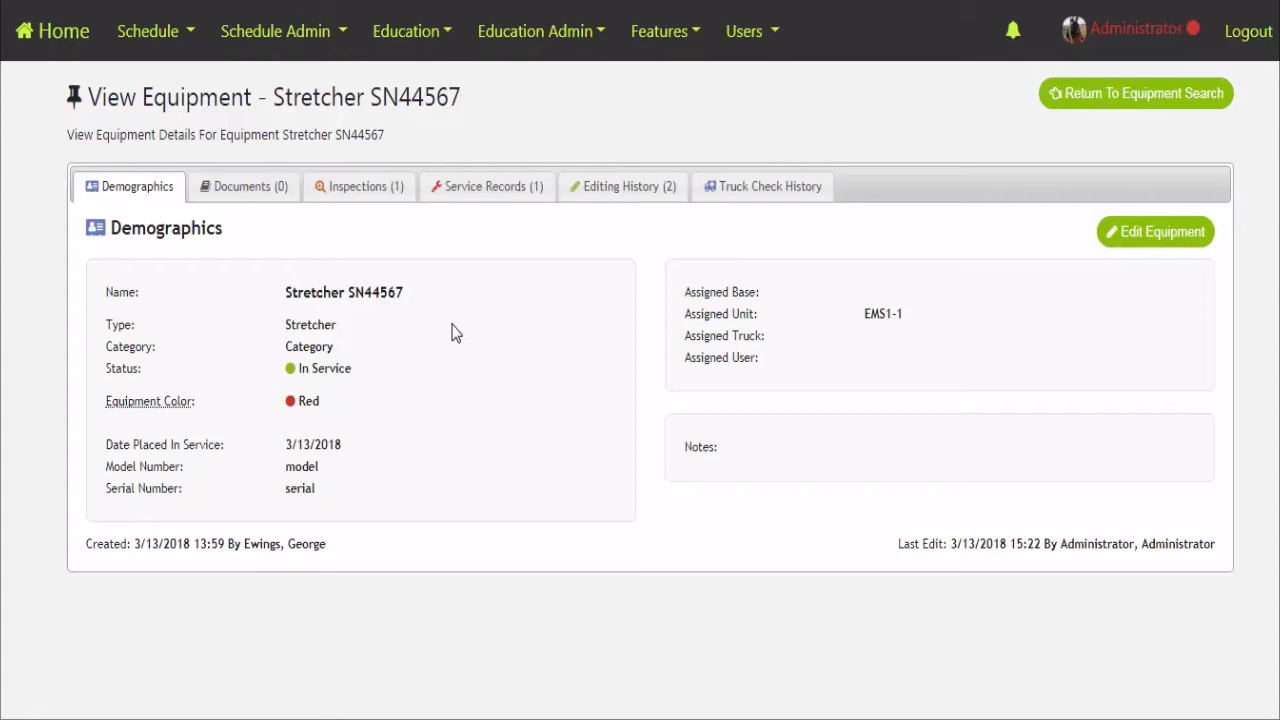 Home Schedule Schedule Admin Education Education Admin Features Users Administrator Logout
View Equipment - Stretcher SN44567
Return To Equipment Search
View Equipment Details For Equipment Stretcher SN44567
Demographics Documents (0) Inspections (1) Service Records (1) Editing History (2) Truck Check History
Demographics
Edit Equipment
Name: Stretcher SN44567
Type: Stretcher
Category: Category
Status: In Service
Equipment Color: Red
Date Placed In Service: 3/13/2018
Model Number: model
Serial Number: serial
Assigned Base:
Assigned Unit: EMS1-1
Assigned Truck:
Assigned User:
Notes:
Created: 3/13/2018 13:59 By Ewings, George
Last Edit: 3/13/2018 15:22 By Administrator, Administrator